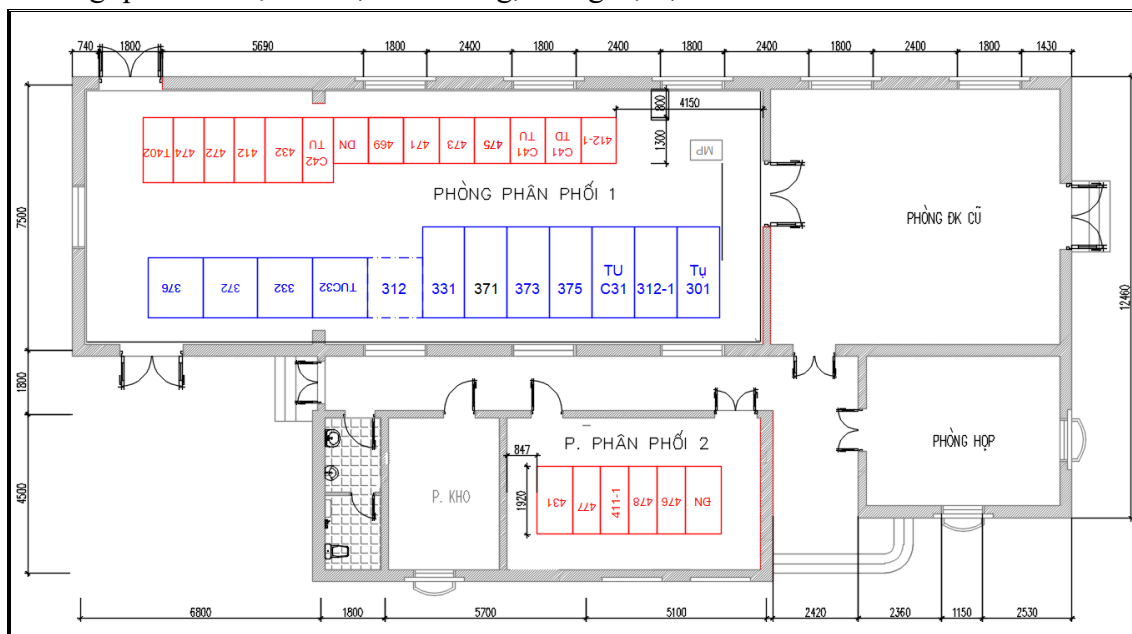 740 1800 5690 1800 2400 1800 2400 1800 2400 1800 2400 1800 1430
4150
800
1300
T402 474 472 412 432 TU C42 DN 469 471 473 475 C41 TU C41 TD 412-1
MP
PHÒNG PHÂN PHỐI 1
PHÒNG ĐK CŨ
7500
12460
376 372 332 TUC32 312 331 371 373 375 TU C31 312-1 Tụ 301
1800
4500
P. PHÂN PHỐI 2
PHÒNG HỌP
847
1920
431 477 411-1 478 476 DN
P. KHO
6800 1800 5700 5100 2420 2360 1150 2530